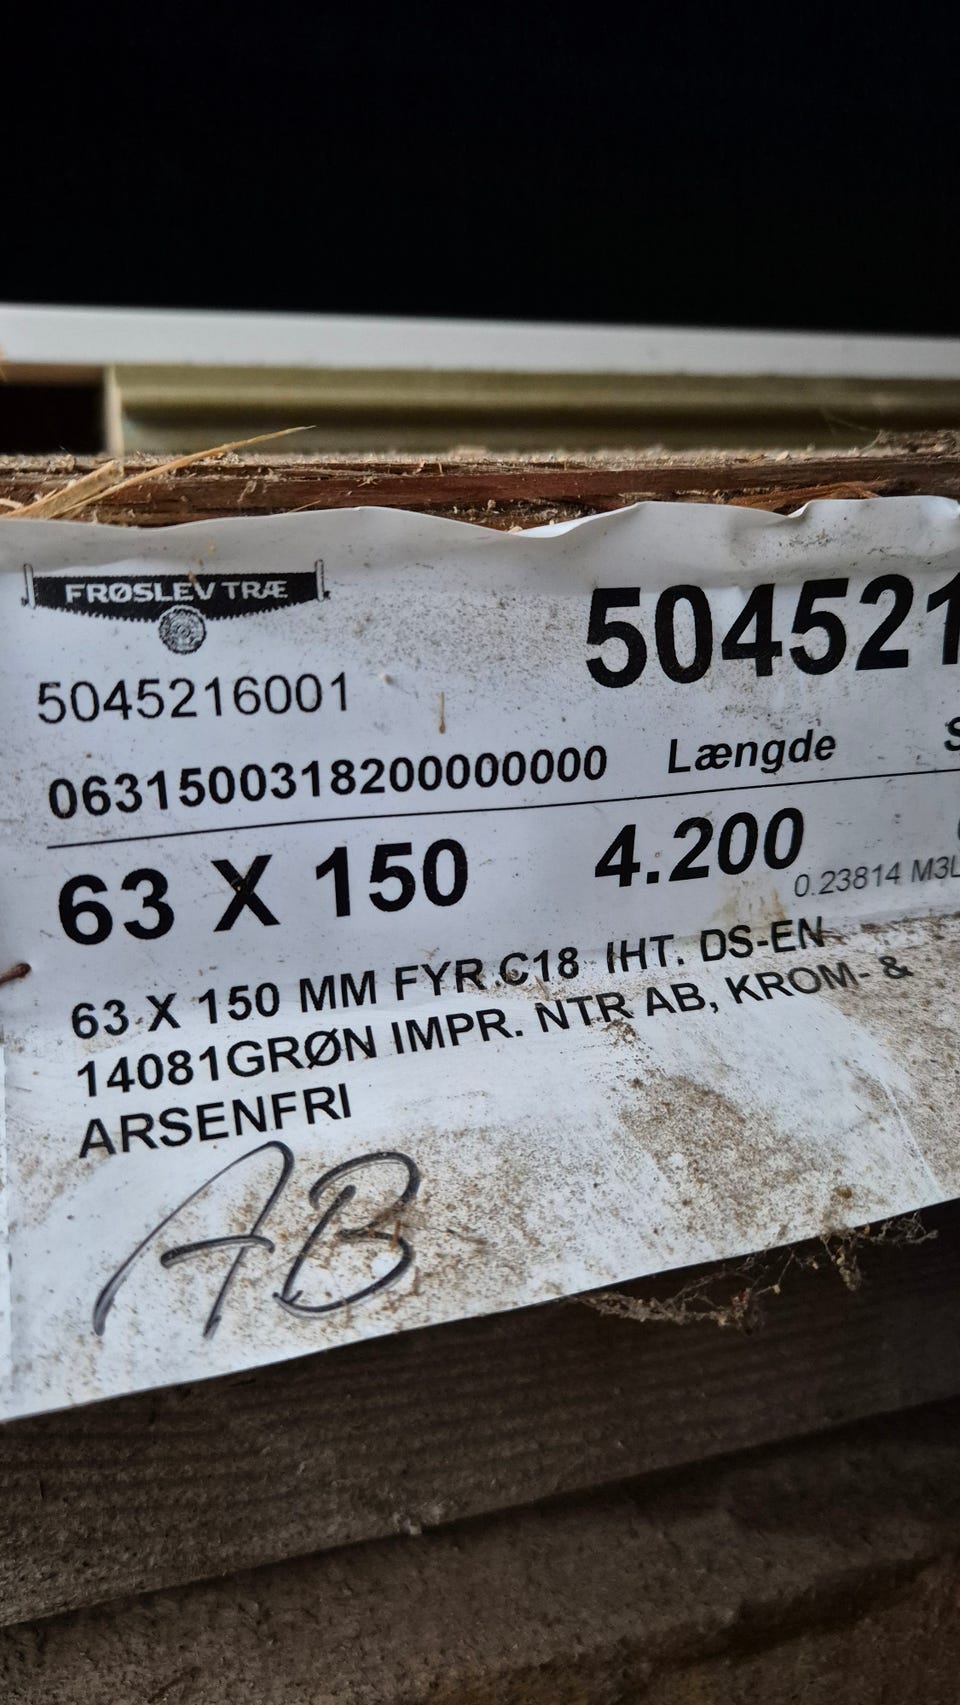 FRØSLEV TRÆ
504521
5045216001
0631500318200000000 Længde
63 X 150 4.200
0.23814 M3L
63 X 150 MM FYR.C18 IHT. DS-EN
14081GRØN IMPR. NTR AB, KROM- &
ARSENFRI
AB